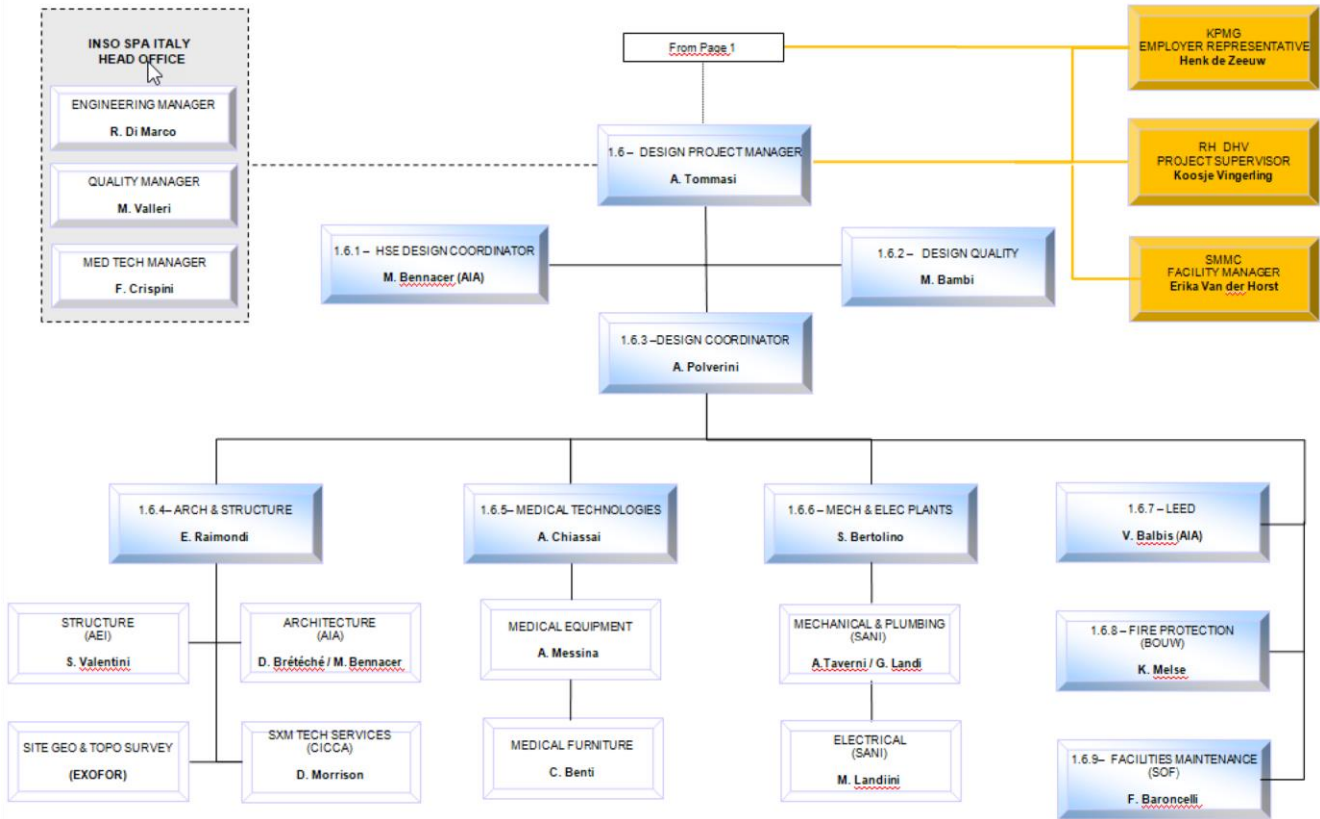 INSO SPA ITALY
HEAD OFFICE
ENGINEERING MANAGER
R. Di Marco
QUALITY MANAGER
M. Valleri
MED TECH MANAGER
F. Crispini
From Page 1
KPMG
EMPLOYER REPRESENTATIVE
Henk de Zeeuw
1.6– DESIGN PROJECT MANAGER
A. Tommasi
RH DHV
PROJECT SUPERVISOR
Koosje Vingerling
1.6.1 – HSE DESIGN COORDINATOR
M. Bennacer (AIA)
1.6.2 – DESIGN QUALITY
M. Bambi
SMMC
FACILITY MANAGER
Erika Van der Horst
1.6.3 –DESIGN COORDINATOR
A. Polverini
1.6.4– ARCH & STRUCTURE
E. Raimondi
1.6.5– MEDICAL TECHNOLOGIES
A. Chiassai
1.6.6 – MECH & ELEC PLANTS
S. Bertolino
1.6.7 – LEED
V. Balbis (AIA)
STRUCTURE
(AEI)
S. Valentini
ARCHITECTURE
(AIA)
D. Brétéché / M. Bennacer
MEDICAL EQUIPMENT
A. Messina
MECHANICAL & PLUMBING
(SANI)
A.Taverni / G. Landi
1.6.8 – FIRE PROTECTION
(BOUW)
K. Melse
SITE GEO & TOPO SURVEY
(EXOFOR)
SXM TECH SERVICES
(CICCA)
D. Morrison
MEDICAL FURNITURE
C. Benti
ELECTRICAL
(SANI)
M. Landiini
1.6.9– FACILITIES MAINTENANCE
(SOF)
F. Baroncelli